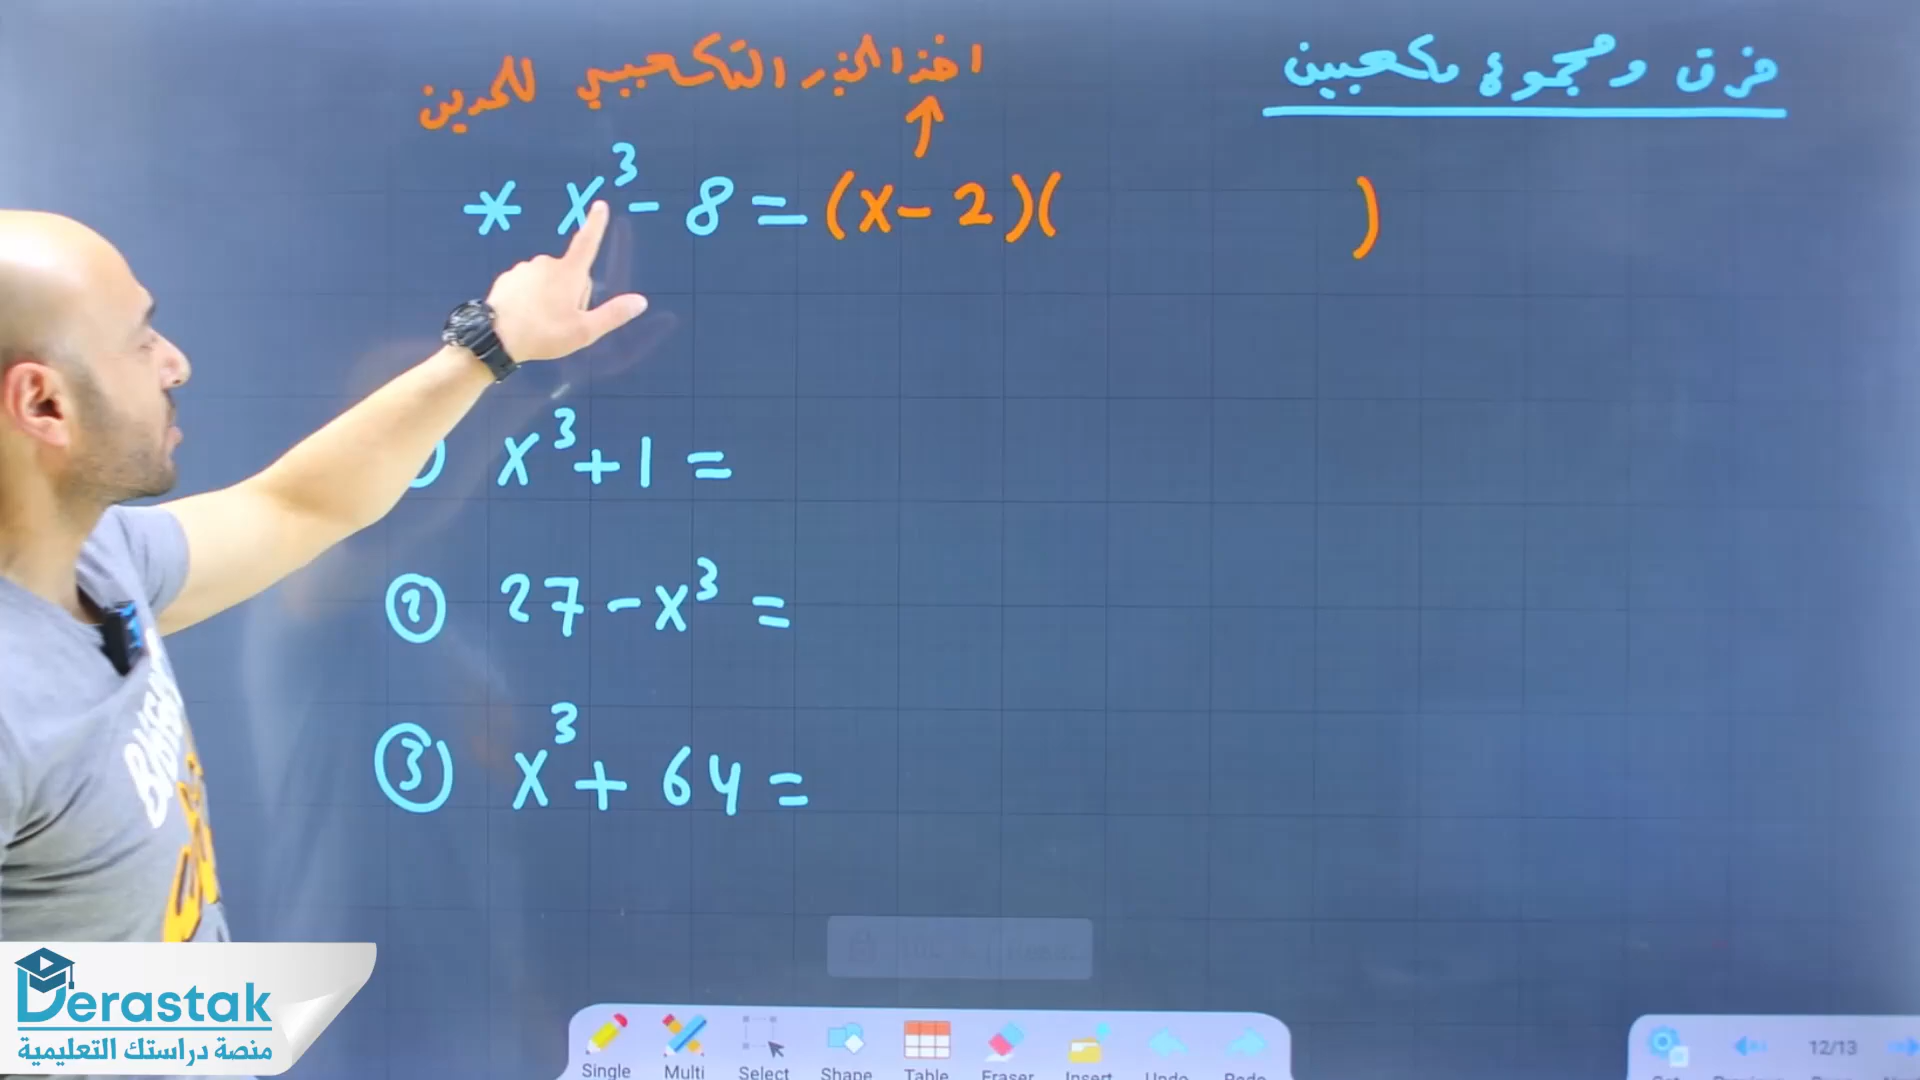 فرق ومجموع مكعبين
اخذ الجذر التكعيبي للحدين
* x³ - 8 = (x - 2)( )
x³ + 1 =
② 27 - x³ =
③ x³ + 64 =
Derastak
منصة دراستك التعليمية
Single Multi Select Shape Table Eraser Insert Undo Redo
12/13